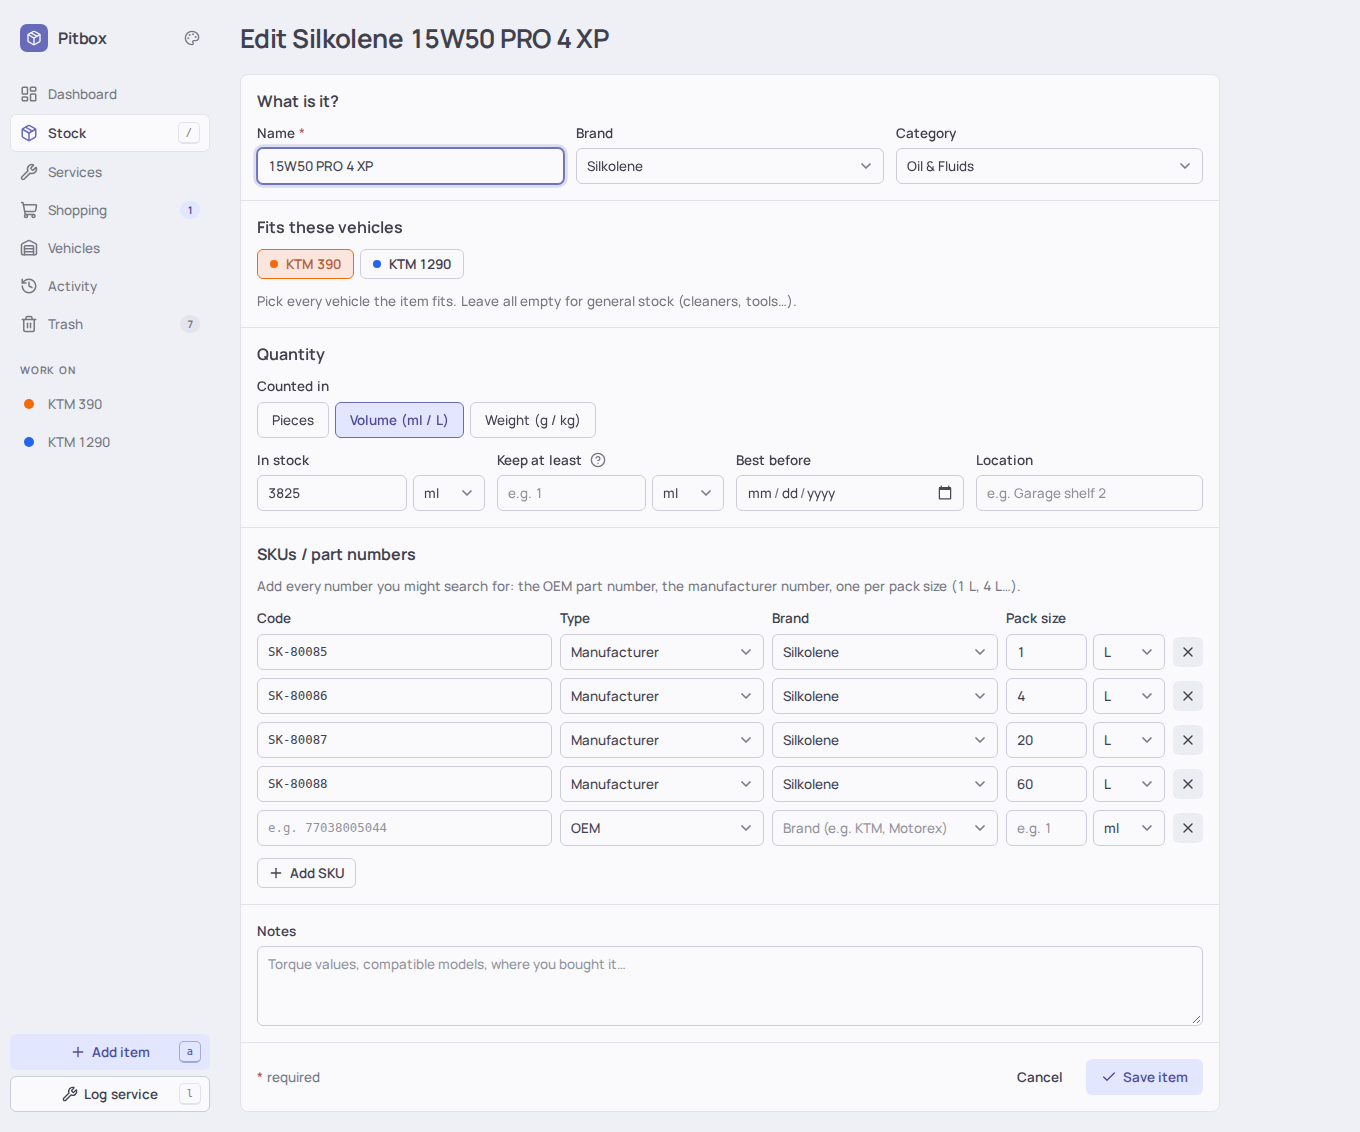 Pitbox
Dashboard
Stock /
Services
Shopping 1
Vehicles
Activity
Trash 7
WORK ON
KTM 390
KTM 1290
Add item a
Log service l
Edit Silkolene 15W50 PRO 4 XP
What is it?
Name * Brand Category
15W50 PRO 4 XP Silkolene Oil & Fluids
Fits these vehicles
KTM 390 KTM 1290
Pick every vehicle the item fits. Leave all empty for general stock (cleaners, tools…).
Quantity
Counted in
Pieces Volume (ml / L) Weight (g / kg)
In stock Keep at least ? Best before Location
3825 ml e.g. 1 ml mm/dd/yyyy e.g. Garage shelf 2
SKUs / part numbers
Add every number you might search for: the OEM part number, the manufacturer number, one per pack size (1 L, 4 L…).
Code Type Brand Pack size
SK-80085 Manufacturer Silkolene 1 L
SK-80086 Manufacturer Silkolene 4 L
SK-80087 Manufacturer Silkolene 20 L
SK-80088 Manufacturer Silkolene 60 L
e.g. 77038005044 OEM Brand (e.g. KTM, Motorex) e.g. 1 ml
Add SKU
Notes
Torque values, compatible models, where you bought it…
* required Cancel Save item